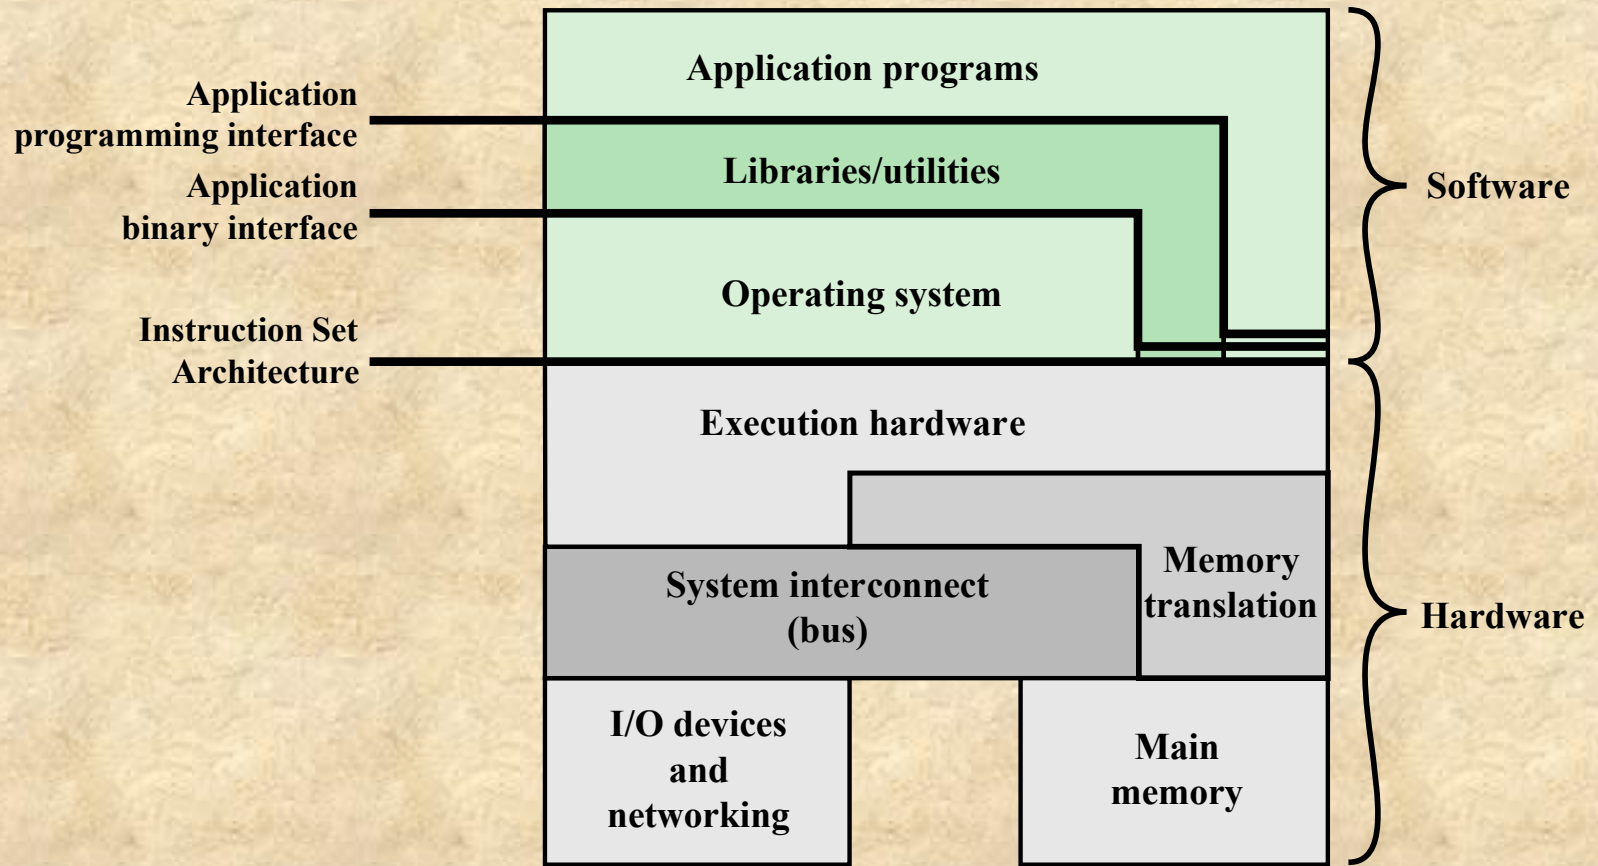 Application programs
Application
programming interface
Libraries/utilities
Application
binary interface
Software
Operating system
Instruction Set
Architecture
Execution hardware
Memory
translation
System interconnect
(bus)
Hardware
I/O devices
and
networking
Main
memory